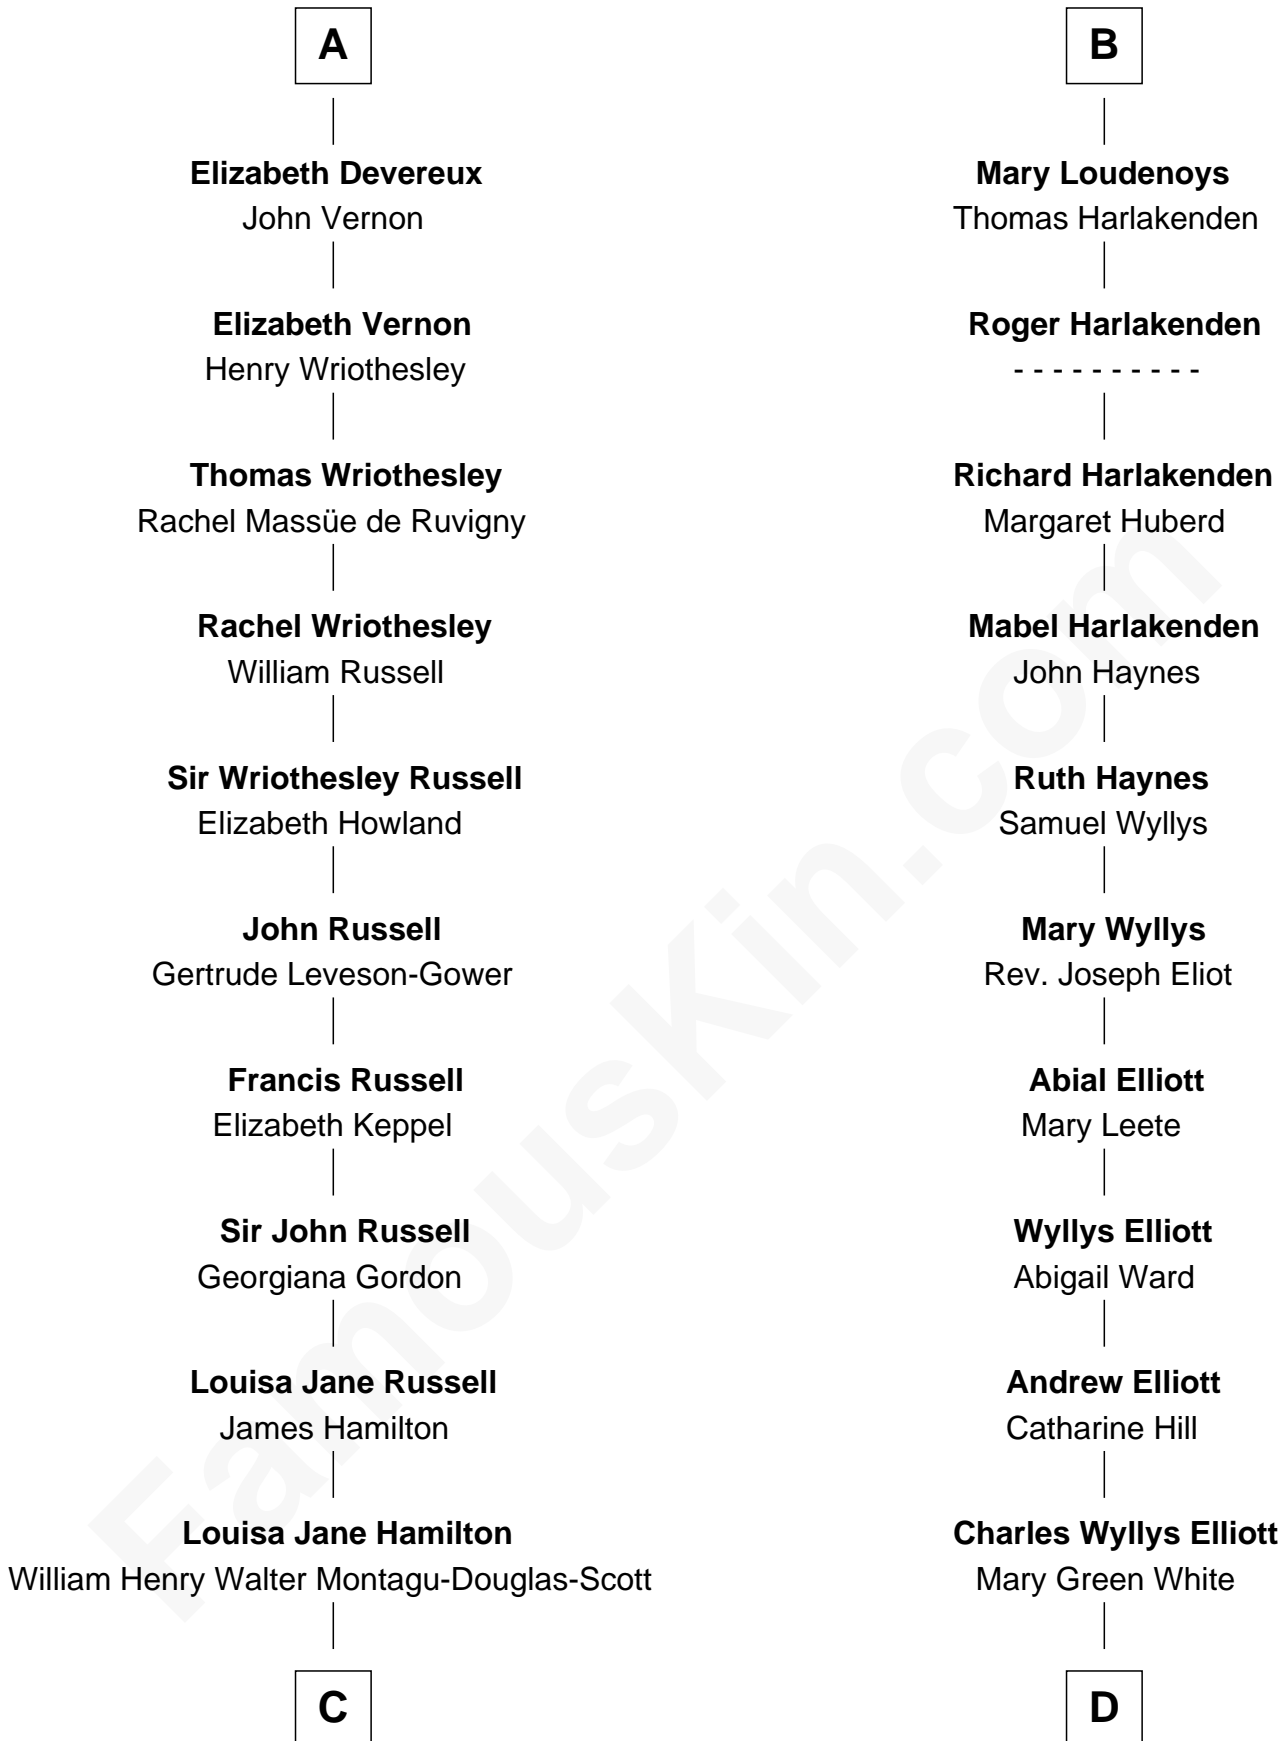 A
Elizabeth Devereux
John Vernon
Elizabeth Vernon
Henry Wriothesley
Thomas Wriothesley
Rachel Massüe de Ruvigny
Rachel Wriothesley
William Russell
Sir Wriothesley Russell
Elizabeth Howland
John Russell
Gertrude Leveson-Gower
Francis Russell
Elizabeth Keppel
Sir John Russell
Georgiana Gordon
Louisa Jane Russell
James Hamilton
Louisa Jane Hamilton
William Henry Walter Montagu-Douglas-Scott
C
B
Mary Loudenoys
Thomas Harlakenden
Roger Harlakenden
- - - - - - - - - -
Richard Harlakenden
Margaret Huberd
Mabel Harlakenden
John Haynes
Ruth Haynes
Samuel Wyllys
Mary Wyllys
Rev. Joseph Eliot
Abial Elliott
Mary Leete
Wyllys Elliott
Abigail Ward
Andrew Elliott
Catharine Hill
Charles Wyllys Elliott
Mary Green White
D
FamousKin.com